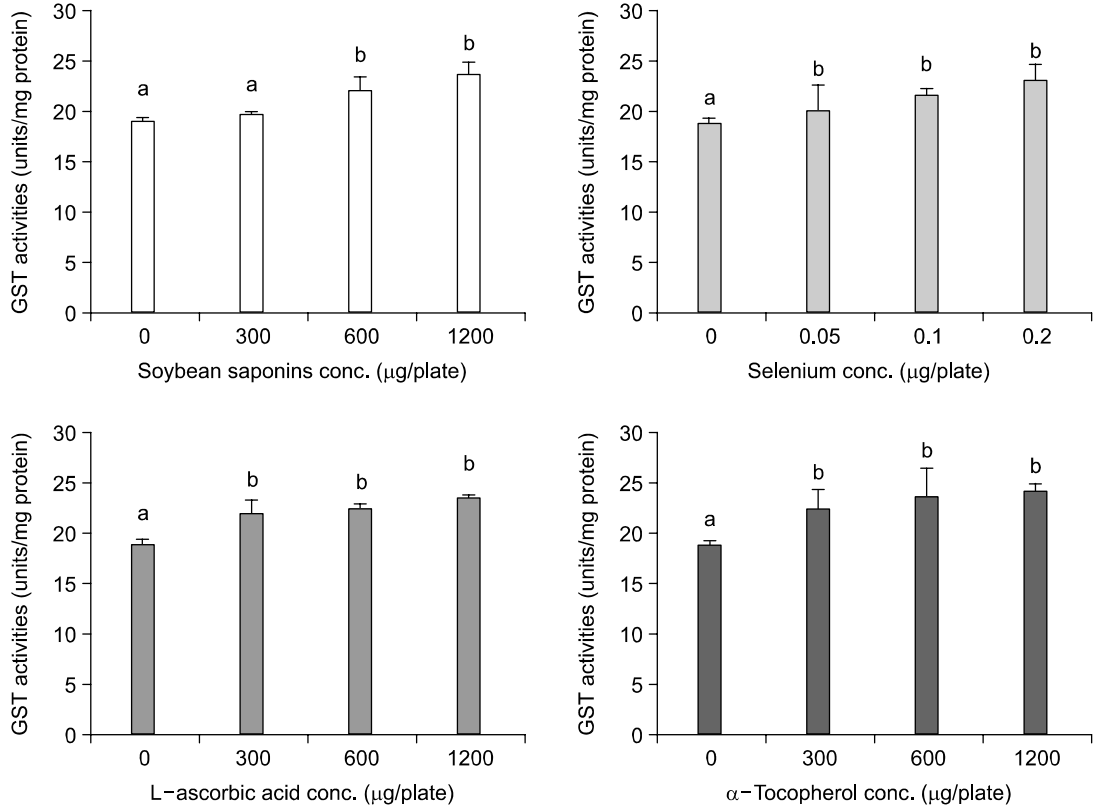 GST activities (units/mg protein)
30
25
20
15
10
5
0
a
a
b
b
0 300 600 1200
Soybean saponins conc. (μg/plate)
GST activities (units/mg protein)
30
25
20
15
10
5
0
a
b
b
b
0 0.05 0.1 0.2
Selenium conc. (μg/plate)
GST activities (units/mg protein)
30
25
20
15
10
5
0
a
b
b
b
0 300 600 1200
L−ascorbic acid conc. (μg/plate)
GST activities (units/mg protein)
30
25
20
15
10
5
0
a
b
b
b
0 300 600 1200
α−Tocopherol conc. (μg/plate)